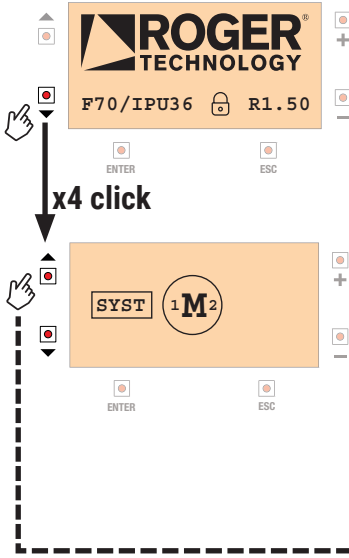 ROGER®
TECHNOLOGY
F70/IPU36 R1.50
+
−
ENTER ESC
x4 click
SYST 1M2
+
−
ENTER ESC